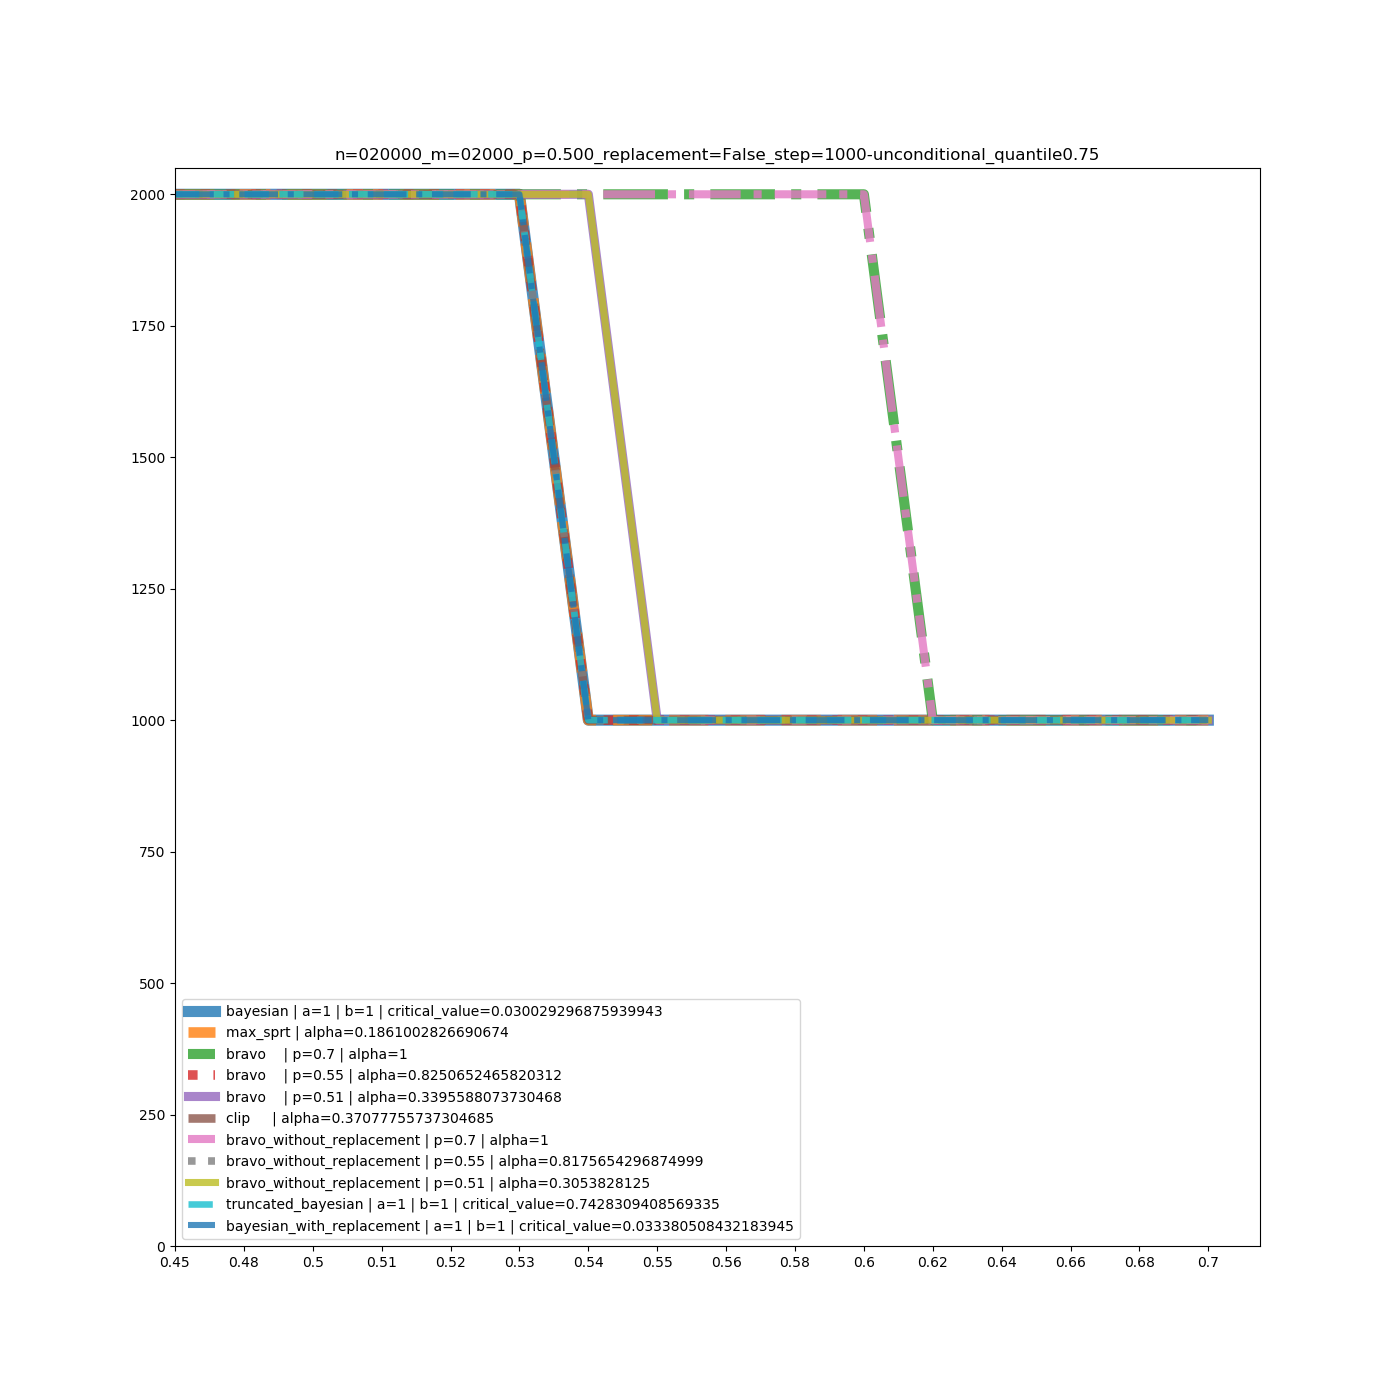 n=020000_m=02000_p=0.500_replacement=False_step=1000-unconditional_quantile0.75
2000
1750
1500
1250
1000
750
500
250
0
bayesian | a=1 | b=1 | critical_value=0.030029296875939943
max_sprt | alpha=0.1861002826690674
bravo    | p=0.7 | alpha=1
bravo    | p=0.55 | alpha=0.8250652465820312
bravo    | p=0.51 | alpha=0.3395588073730468
clip     | alpha=0.37077755737304685
bravo_without_replacement | p=0.7 | alpha=1
bravo_without_replacement | p=0.55 | alpha=0.8175654296874999
bravo_without_replacement | p=0.51 | alpha=0.3053828125
truncated_bayesian | a=1 | b=1 | critical_value=0.7428309408569335
bayesian_with_replacement | a=1 | b=1 | critical_value=0.033380508432183945
0.45 0.48 0.5 0.51 0.52 0.53 0.54 0.55 0.56 0.58 0.6 0.62 0.64 0.66 0.68 0.7